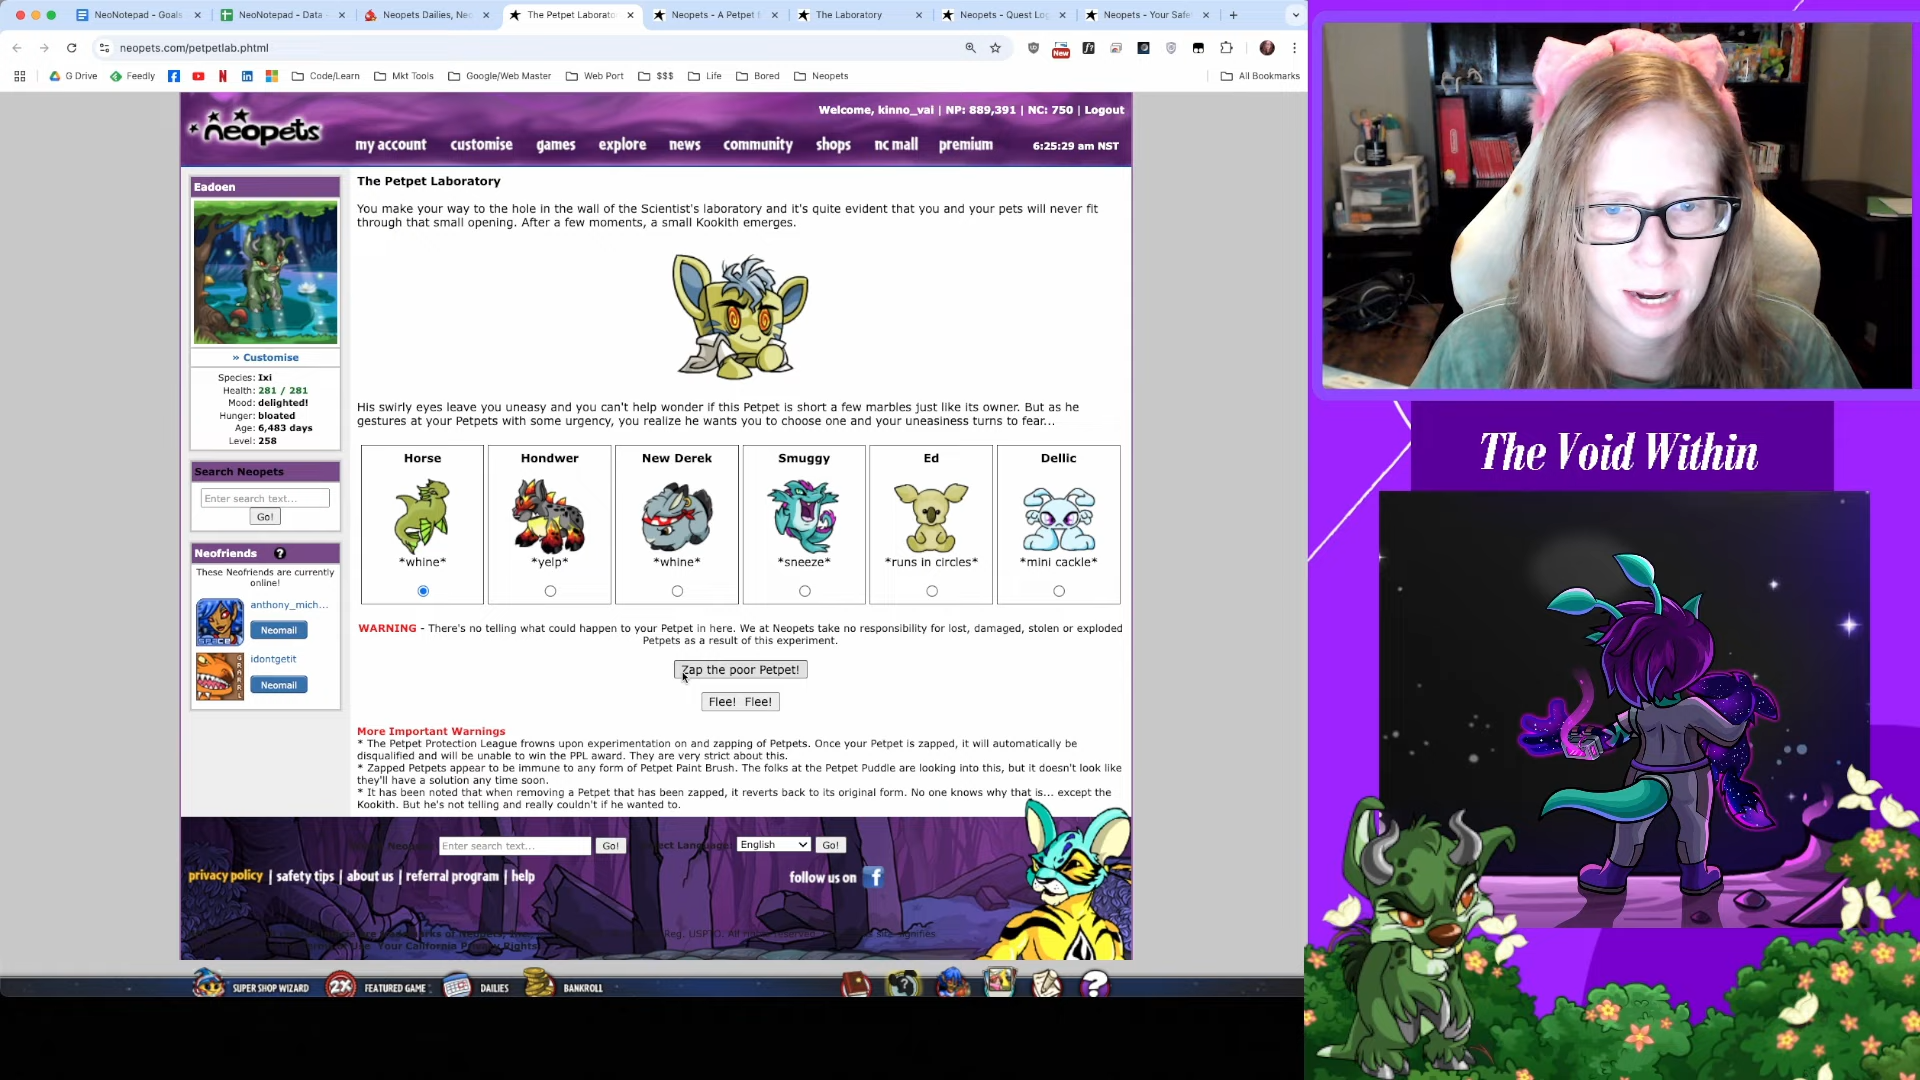 NeoNotepad - Goals
NeoNotepad - Data
Neopets Dailies, Neo
The Petpet Laborato
Neopets - A Petpet
The Laboratory
Neopets - Quest Lo
Neopets - Your Safe
neopets.com/petpetlab.phtml
New
G Drive
Feedly
Code/Learn
Mkt Tools
Google/Web Master
Web Port
$$$
Life
Bored
Neopets
All Bookmarks
neopets
Welcome, kinno_vai | NP: 889,391 | NC: 750 | Logout
my account
customise
games
explore
news
community
shops
nc mall
premium
6:25:29 am NST
Eadoen
» Customise
Species: Ixi
Health: 281 / 281
Mood: delighted!
Hunger: bloated
Age: 6,483 days
Level: 258
Search Neopets
Enter search text...
Go!
Neofriends ?
These Neofriends are currently
online!
anthony_mich...
Neomail
idontgetit
Neomail
The Petpet Laboratory
You make your way to the hole in the wall of the Scientist's laboratory and it's quite evident that you and your pets will never fit
through that small opening. After a few moments, a small Kookith emerges.
His swirly eyes leave you uneasy and you can't help wonder if this Petpet is short a few marbles just like its owner. But as he
gestures at your Petpets with some urgency, you realize he wants you to choose one and your uneasiness turns to fear...
Horse
Hondwer
New Derek
Smuggy
Ed
Dellic
*whine*
*yelp*
*whine*
*sneeze*
*runs in circles*
*mini cackle*
WARNING - There's no telling what could happen to your Petpet in here. We at Neopets take no responsibility for lost, damaged, stolen or exploded
Petpets as a result of this experiment.
Zap the poor Petpet!
Flee! Flee!
More Important Warnings
* The Petpet Protection League frowns upon experimentation on and zapping of Petpets. Once your Petpet is zapped, it will automatically be
disqualified and will be unable to win the PPL award. They are very strict about this.
* Zapped Petpets appear to be immune to any form of Petpet Paint Brush. The folks at the Petpet Puddle are looking into this, but it doesn't look like
they'll have a solution any time soon.
* It has been noted that when removing a Petpet that has been zapped, it reverts back to its original form. No one knows why that is... except the
Kookith. But he's not telling and really couldn't if he wanted to.
Enter search text...
Go!
Language:
English
Go!
privacy policy | safety tips | about us | referral program | help
follow us on
SUPER SHOP WIZARD
2X
FEATURED GAME
DAILIES
BANKROLL
?
The Void Within